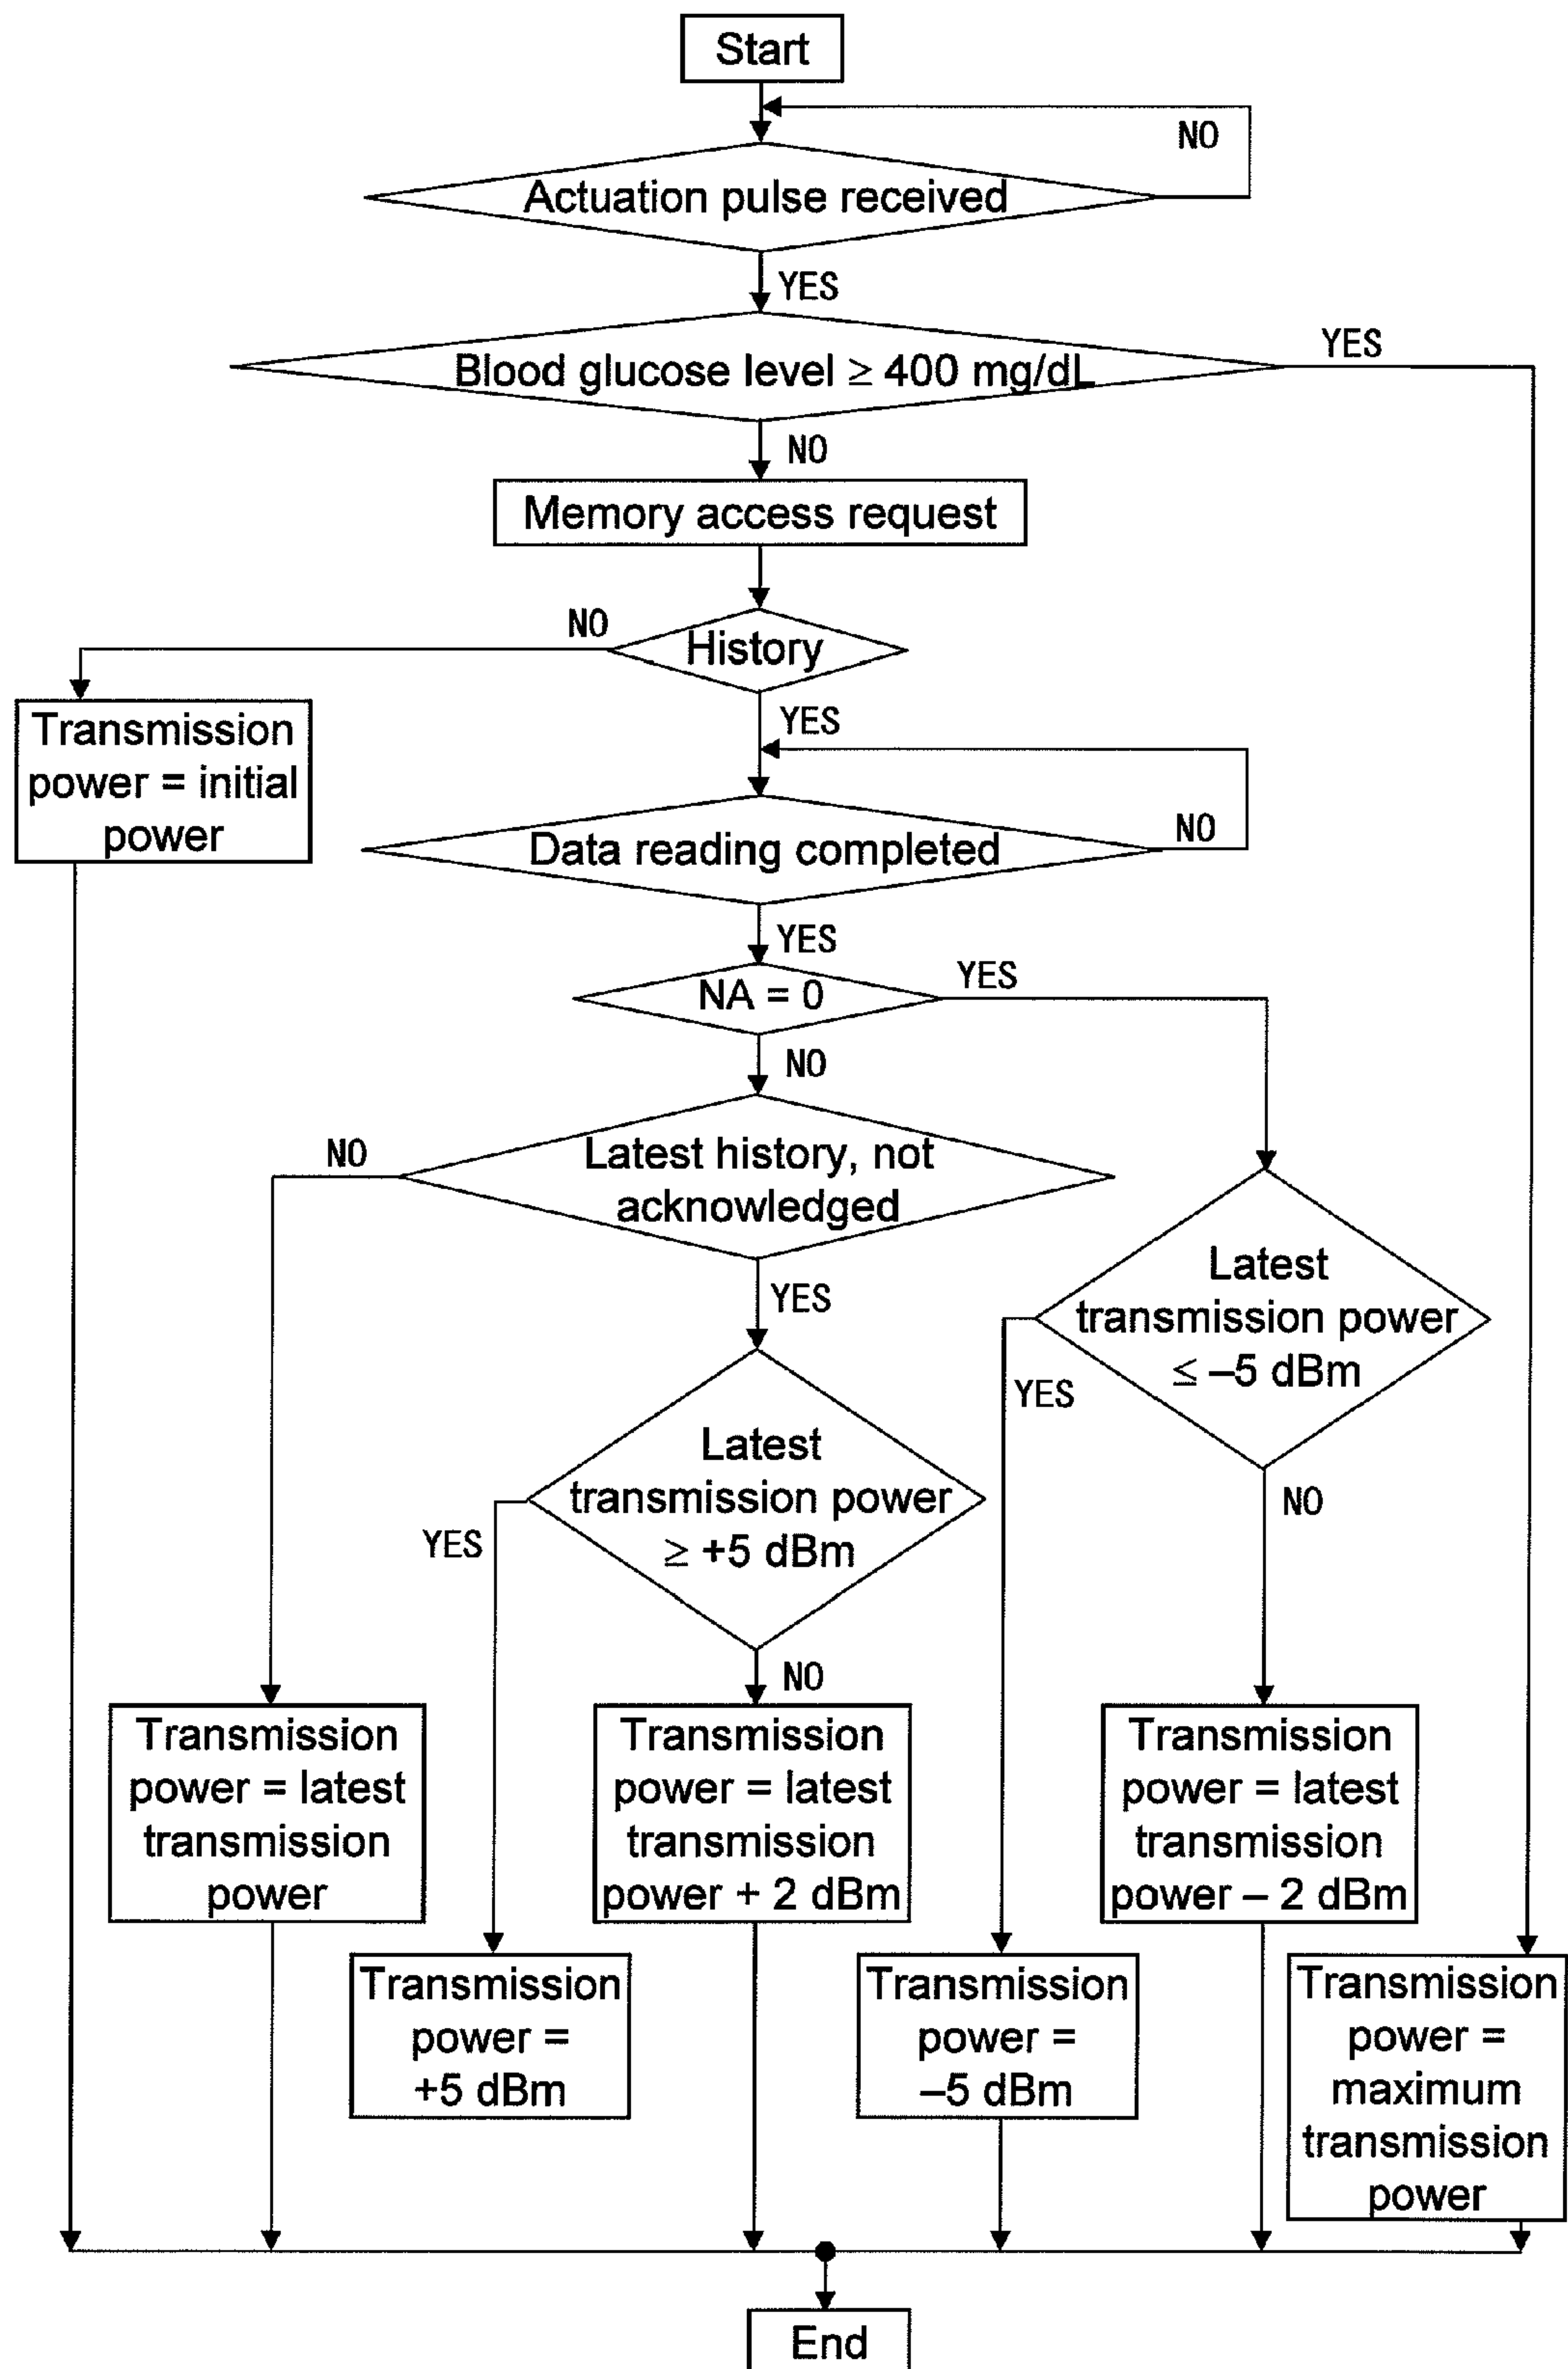 Start
NO
Actuation pulse received
YES
YES
Blood glucose level ≥ 400 mg/dL
NO
Memory access request
NO
History
YES
Transmission
power = initial
power
NO
Data reading completed
YES
YES
NA = 0
NO
NO
Latest history, not
acknowledged
YES
Latest
transmission power
≤ –5 dBm
YES
NO
Latest
transmission power
≥ +5 dBm
YES
NO
Transmission
power = latest
transmission
power
Transmission
power = latest
transmission
power + 2 dBm
Transmission
power = latest
transmission
power – 2 dBm
Transmission
power =
+5 dBm
Transmission
power =
–5 dBm
Transmission
power =
maximum
transmission
power
End